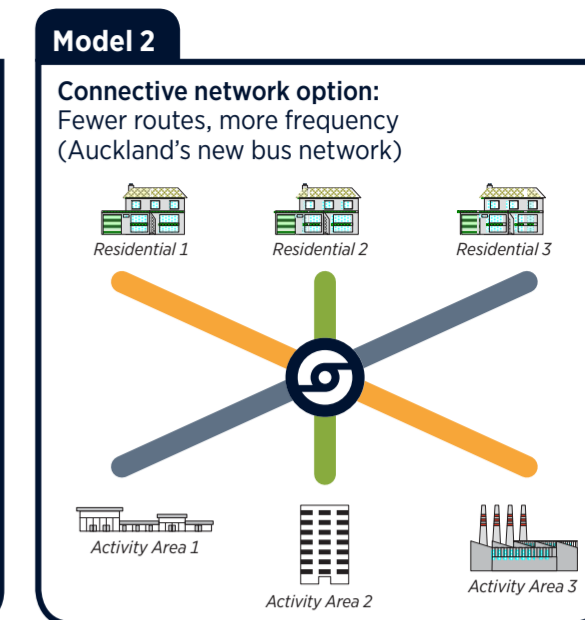 Model 2
Connective network option:
Fewer routes, more frequency
(Auckland's new bus network)
Residential 1
Residential 2
Residential 3
Activity Area 1
Activity Area 2
Activity Area 3